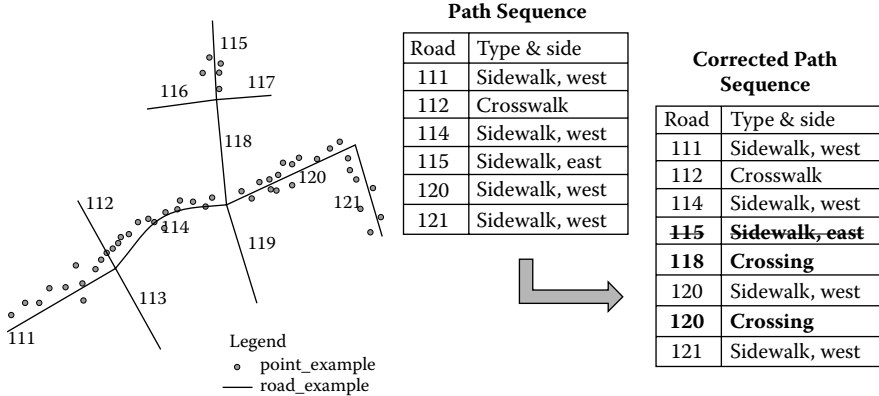 115
116
117
118
120
112
121
114
119
113
111
Legend
point_example
road_example
Path Sequence
Road Type & side
111 Sidewalk, west
112 Crosswalk
114 Sidewalk, west
115 Sidewalk, east
120 Sidewalk, west
121 Sidewalk, west
Corrected Path
Sequence
Road Type & side
111 Sidewalk, west
112 Crosswalk
114 Sidewalk, west
115 Sidewalk, east
118 Crossing
120 Sidewalk, west
120 Crossing
121 Sidewalk, west